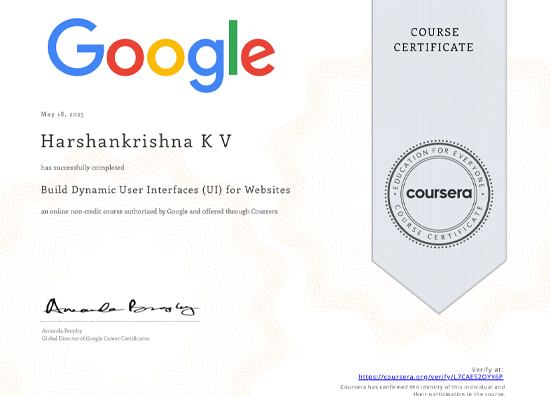 Google
COURSE
CERTIFICATE
May 18, 2025
Harshankrishna K V
has successfully completed
Build Dynamic User Interfaces (UI) for Websites
an online non-credit course authorized by Google and offered through Coursera
EDUCATION FOR EVERYONE
coursera
COURSE CERTIFICATE
Amanda Brophy
Amanda Brophy
Global Director of Google Career Certificates
Verify at:
https://coursera.org/verify/L7CAES2OYY6P
Coursera has confirmed the identity of this individual and
their participation in the course.